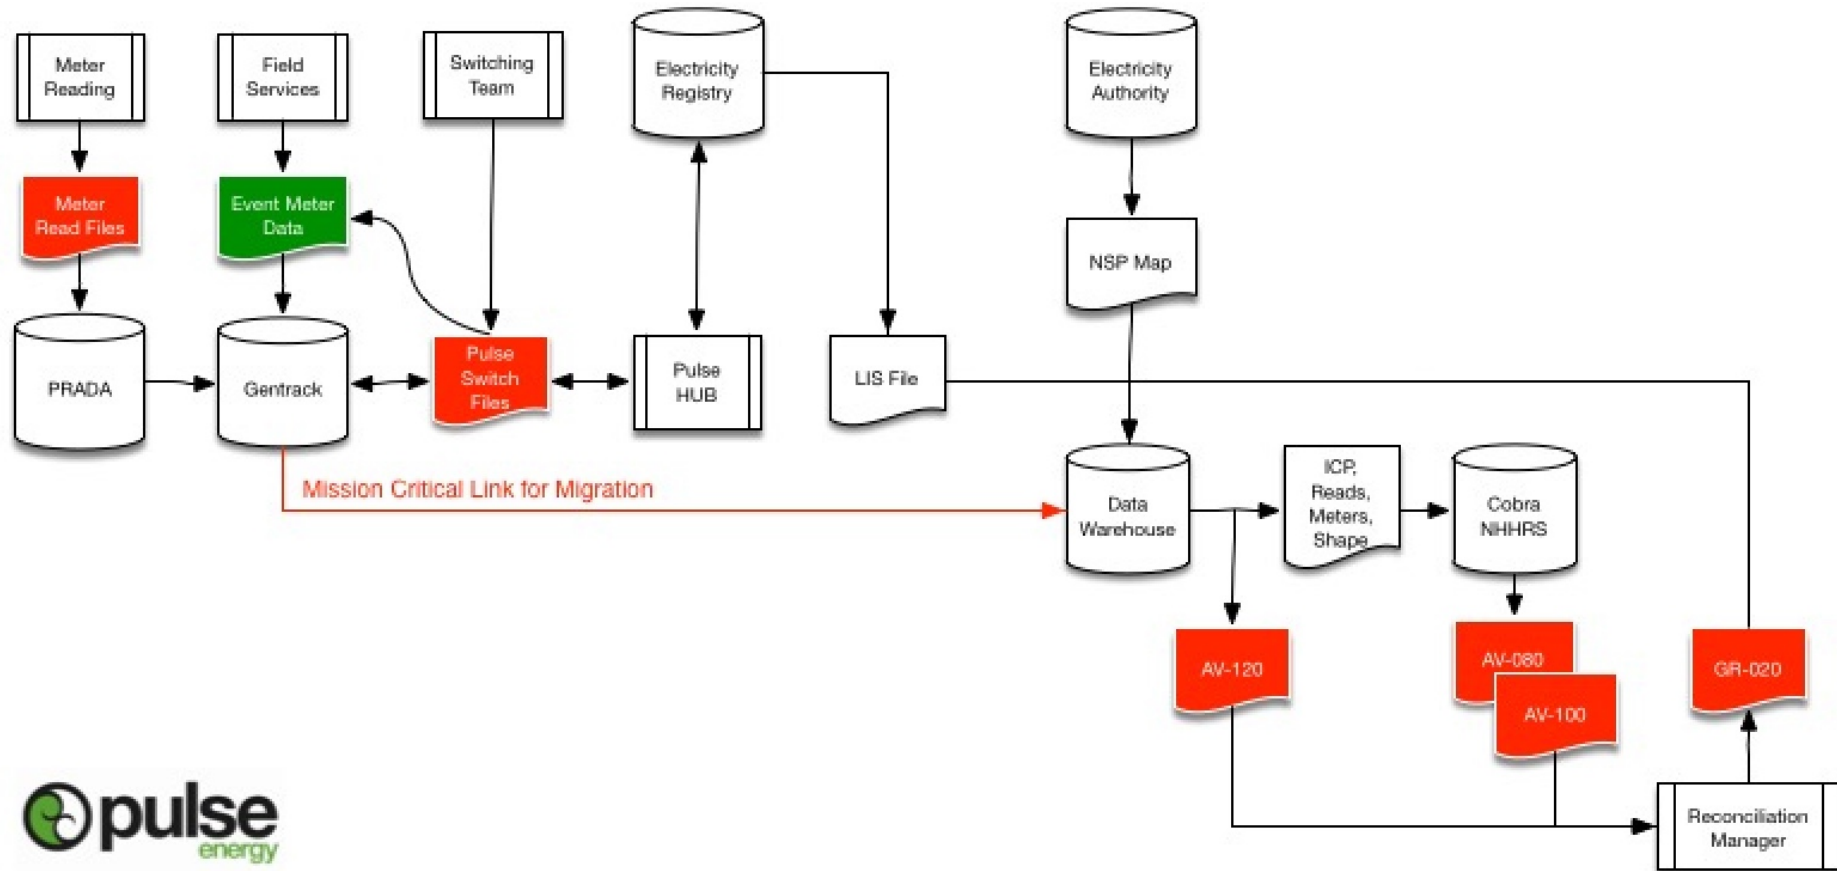 Meter
Reading
Field
Services
Switching
Team
Electricity
Registry
Electricity
Authority
Meter
Read Files
Event Meter
Data
NSP Map
PRADA
Gentrack
Pulse
Switch
Files
Pulse
HUB
LIS File
Mission Critical Link for Migration
Data
Warehouse
ICP,
Reads,
Meters,
Shape
Cobra
NHHRS
AV-120
AV-080
AV-100
GR-020
Reconciliation
Manager
pulse
energy